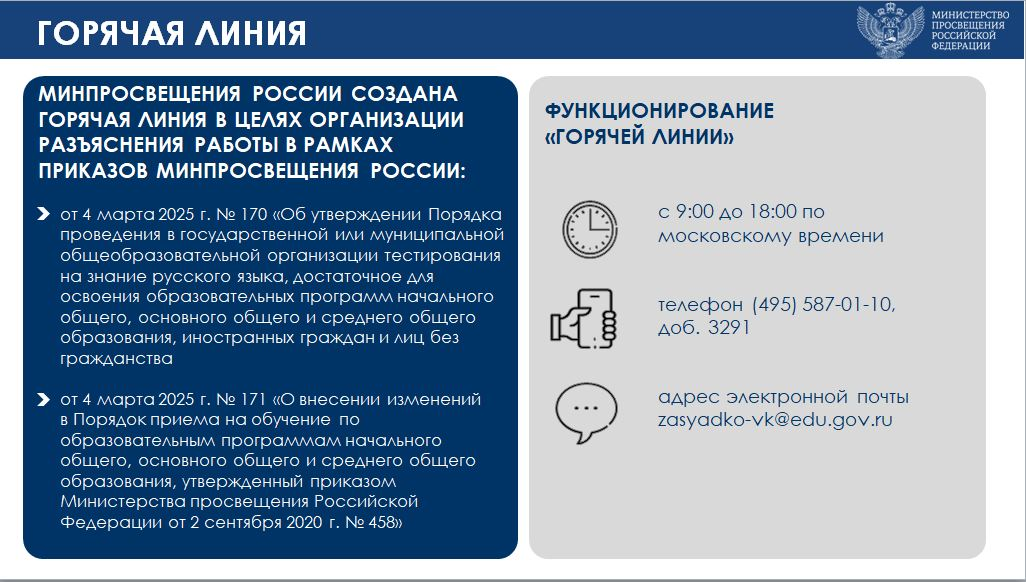 ГОРЯЧАЯ ЛИНИЯ
МИНИСТЕРСТВО
ПРОСВЕЩЕНИЯ
РОССИЙСКОЙ
ФЕДЕРАЦИИ
МИНПРОСВЕЩЕНИЯ РОССИИ СОЗДАНА
ГОРЯЧАЯ ЛИНИЯ В ЦЕЛЯХ ОРГАНИЗАЦИИ
РАЗЪЯСНЕНИЯ РАБОТЫ В РАМКАХ
ПРИКАЗОВ МИНПРОСВЕЩЕНИЯ РОССИИ:
от 4 марта 2025 г. № 170 «Об утверждении Порядка
проведения в государственной или муниципальной
общеобразовательной организации тестирования
на знание русского языка, достаточное для
освоения образовательных программ начального
общего, основного общего и среднего общего
образования, иностранных граждан и лиц без
гражданства
от 4 марта 2025 г. № 171 «О внесении изменений
в Порядок приема на обучение по
образовательным программам начального
общего, основного общего и среднего общего
образования, утвержденный приказом
Министерства просвещения Российской
Федерации от 2 сентября 2020 г. № 458»
ФУНКЦИОНИРОВАНИЕ
«ГОРЯЧЕЙ ЛИНИИ»
с 9:00 до 18:00 по
московскому времени
телефон (495) 587-01-10,
доб. 3291
адрес электронной почты
zasyadko-vk@edu.gov.ru